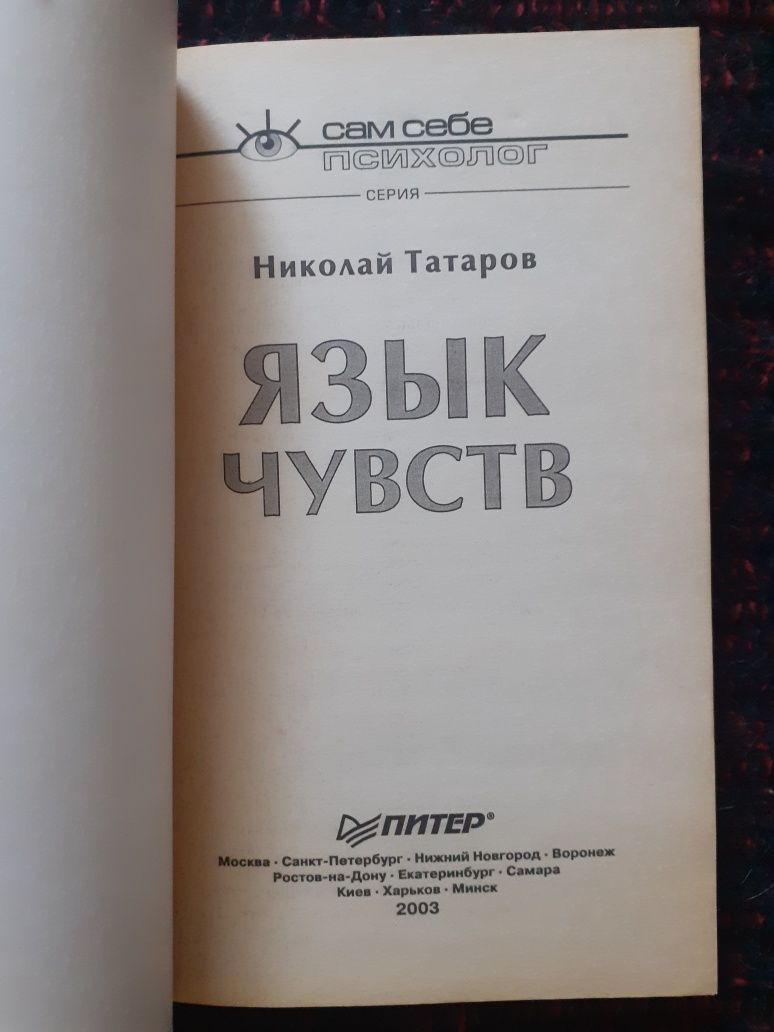 сам себе
психолог
СЕРИЯ
Николай Татаров
ЯЗЫК
ЧУВСТВ
ПИТЕР®
Москва · Санкт-Петербург · Нижний Новгород · Воронеж
Ростов-на-Дону · Екатеринбург · Самара
Киев · Харьков · Минск
2003